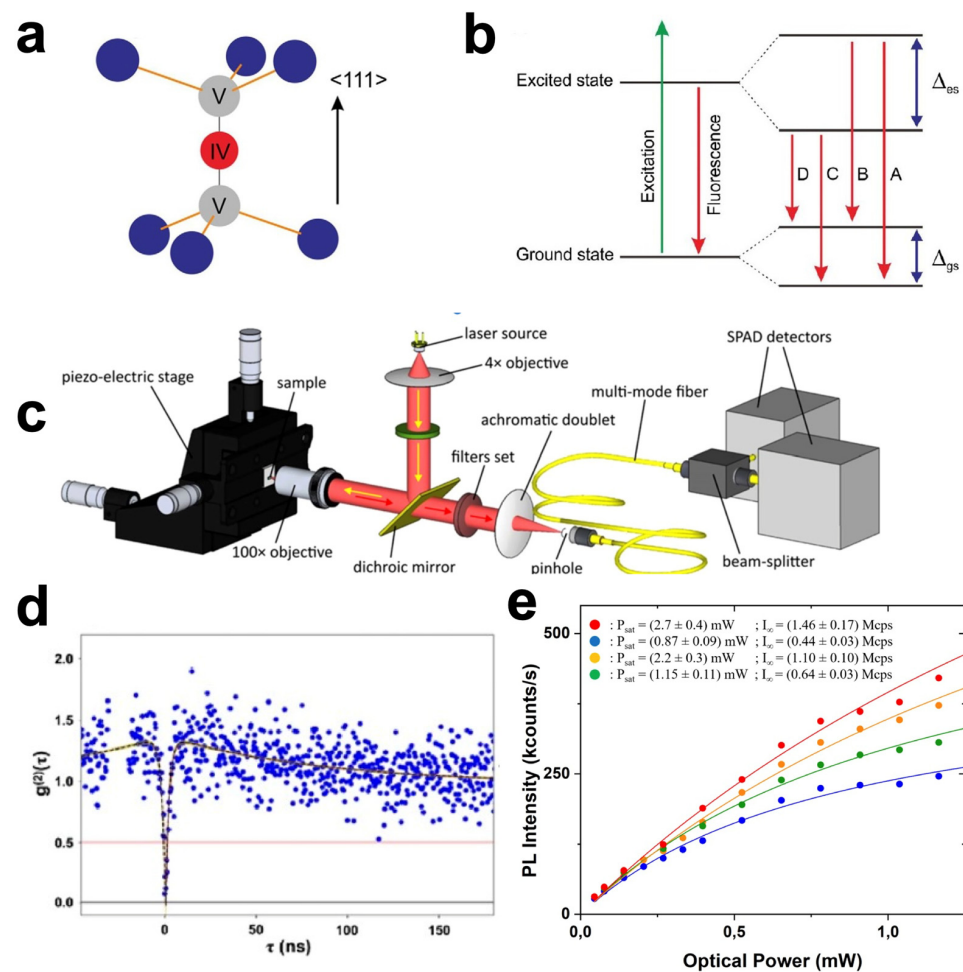 a
<111>
V
IV
V
b
Excited state
Excitation
Fluorescence
Ground state
D
C
B
A
Δes
Δgs
c
laser source
4× objective
piezo-electric stage
sample
achromatic doublet
multi-mode fiber
SPAD detectors
filters set
100× objective
dichroic mirror
pinhole
beam-splitter
d
2.0
1.5
1.0
0.5
0.0
g(2)(τ)
0
50
100
150
τ (ns)
e
500
250
0
PL Intensity (kcounts/s)
: Psat = (2.7 ± 0.4) mW ; I∞ = (1.46 ± 0.17) Mcps
: Psat = (0.87 ± 0.09) mW ; I∞ = (0.44 ± 0.03) Mcps
: Psat = (2.2 ± 0.3) mW ; I∞ = (1.10 ± 0.10) Mcps
: Psat = (1.15 ± 0.11) mW ; I∞ = (0.64 ± 0.03) Mcps
0,0
0,5
1,0
Optical Power (mW)